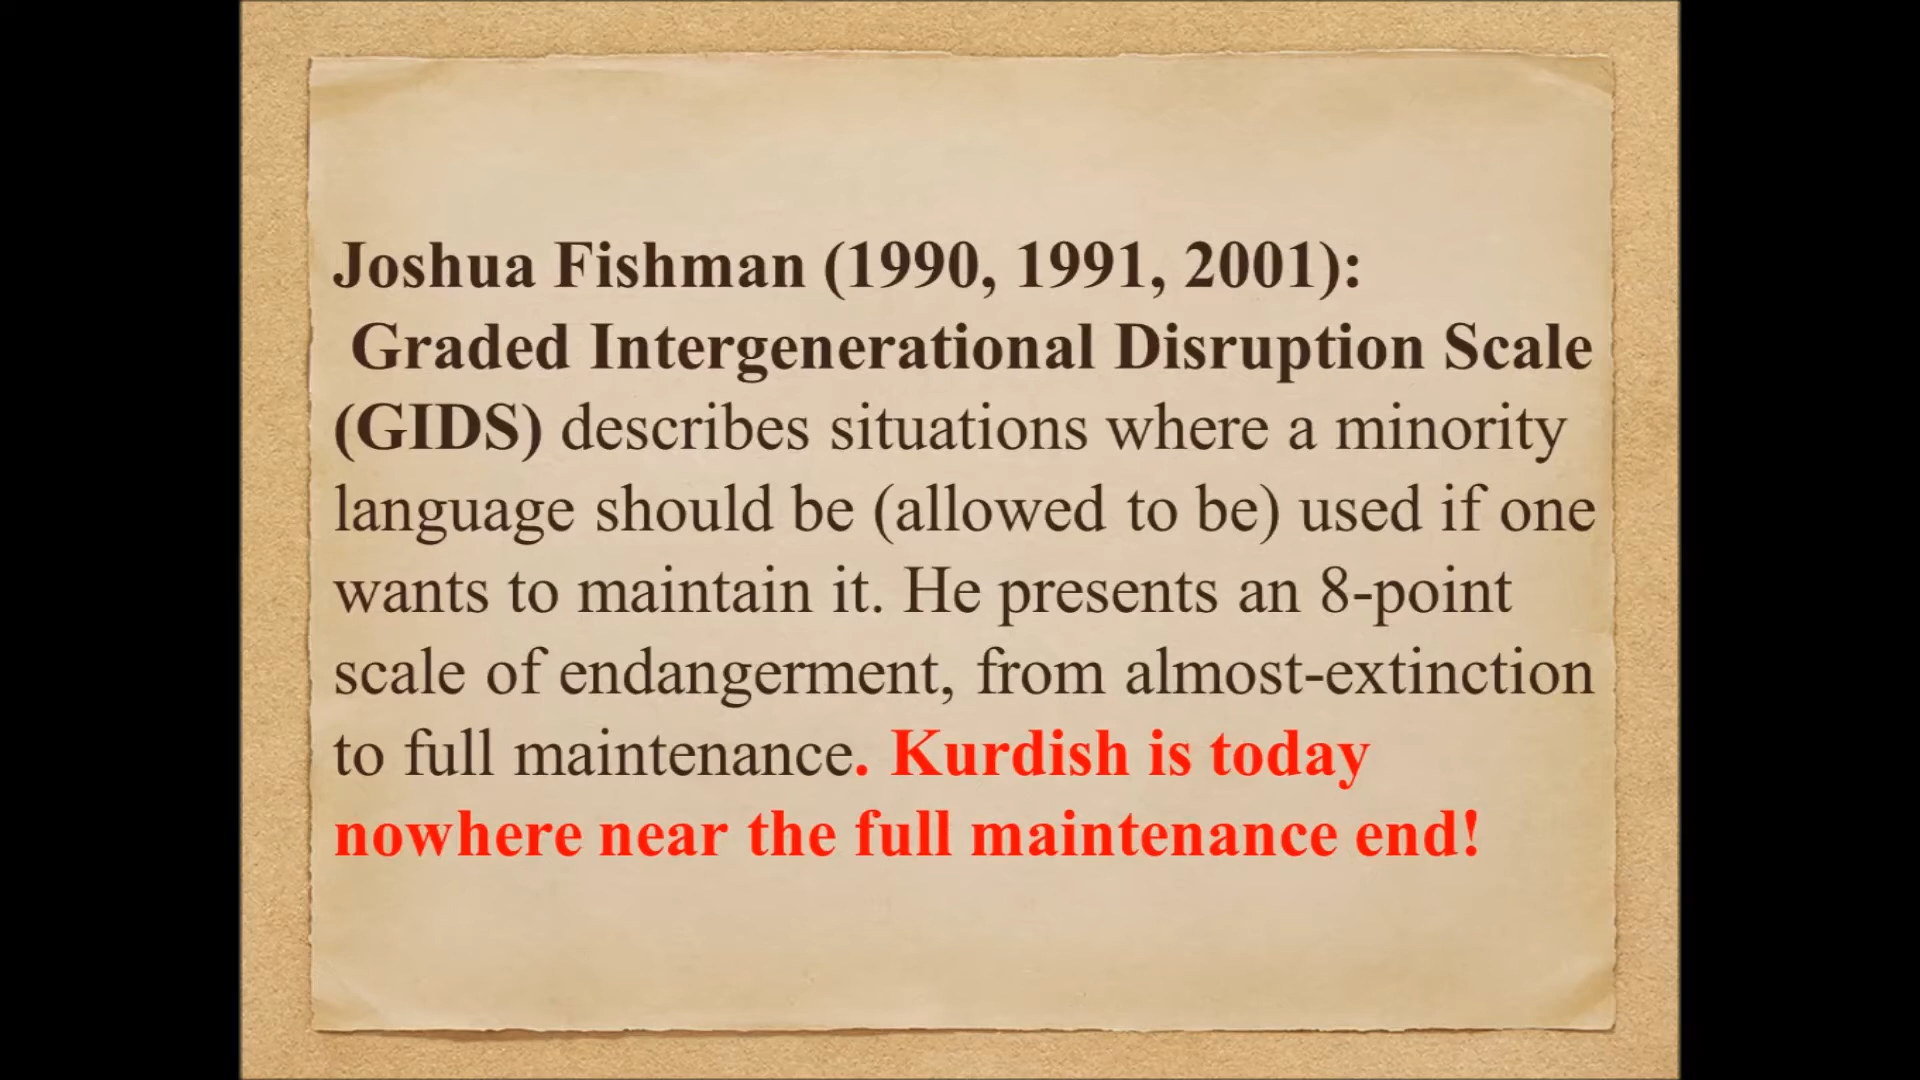 Joshua Fishman (1990, 1991, 2001):
Graded Intergenerational Disruption Scale
(GIDS) describes situations where a minority
language should be (allowed to be) used if one
wants to maintain it. He presents an 8-point
scale of endangerment, from almost-extinction
to full maintenance. Kurdish is today
nowhere near the full maintenance end!